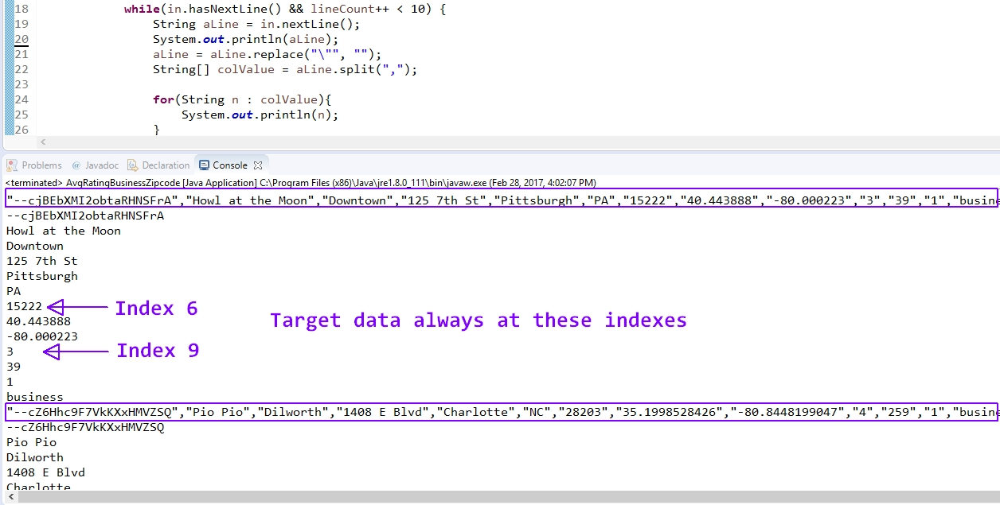 18 while(in.hasNextLine() && lineCount++ < 10) {
19 String aLine = in.nextLine();
20 System.out.println(aLine);
21 aLine = aLine.replace("\"", "");
22 String[] colValue = aLine.split(",");
23
24 for(String n : colValue){
25 System.out.println(n);
26 }
Problems @ Javadoc Declaration Console
<terminated> AvgRatingBusinessZipcode [Java Application] C:\Program Files (x86)\Java\jre1.8.0_111\bin\javaw.exe (Feb 28, 2017, 4:02:07 PM)
"--cjBEbXMI2obtaRHNSFrA","Howl at the Moon","Downtown","125 7th St","Pittsburgh","PA","15222","40.443888","-80.000223","3","39","1","busine
--cjBEbXMI2obtaRHNSFrA
Howl at the Moon
Downtown
125 7th St
Pittsburgh
PA
15222 Index 6
40.443888 Target data always at these indexes
-80.000223
3 Index 9
39
1
business
"--cZ6Hhc9F7VkKXxHMVZSQ","Pio Pio","Dilworth","1408 E Blvd","Charlotte","NC","28203","35.1998528426","-80.8448199047","4","259","1","busin
--cZ6Hhc9F7VkKXxHMVZSQ
Pio Pio
Dilworth
1408 E Blvd
Charlotte